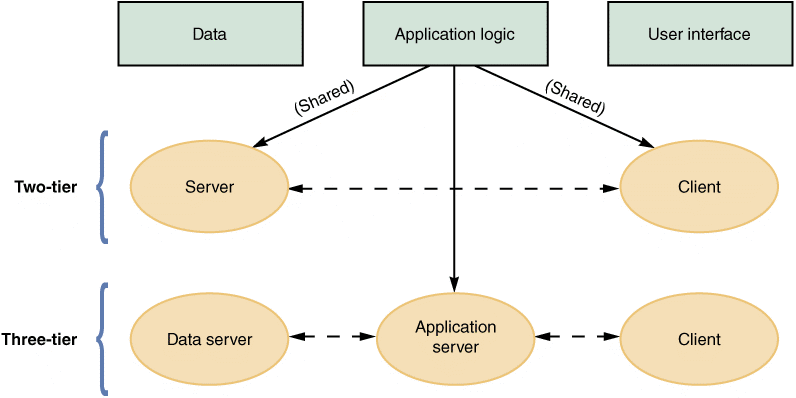 Data
Application logic
User interface
(Shared)
(Shared)
Two-tier
Server
Client
Three-tier
Data server
Application
server
Client